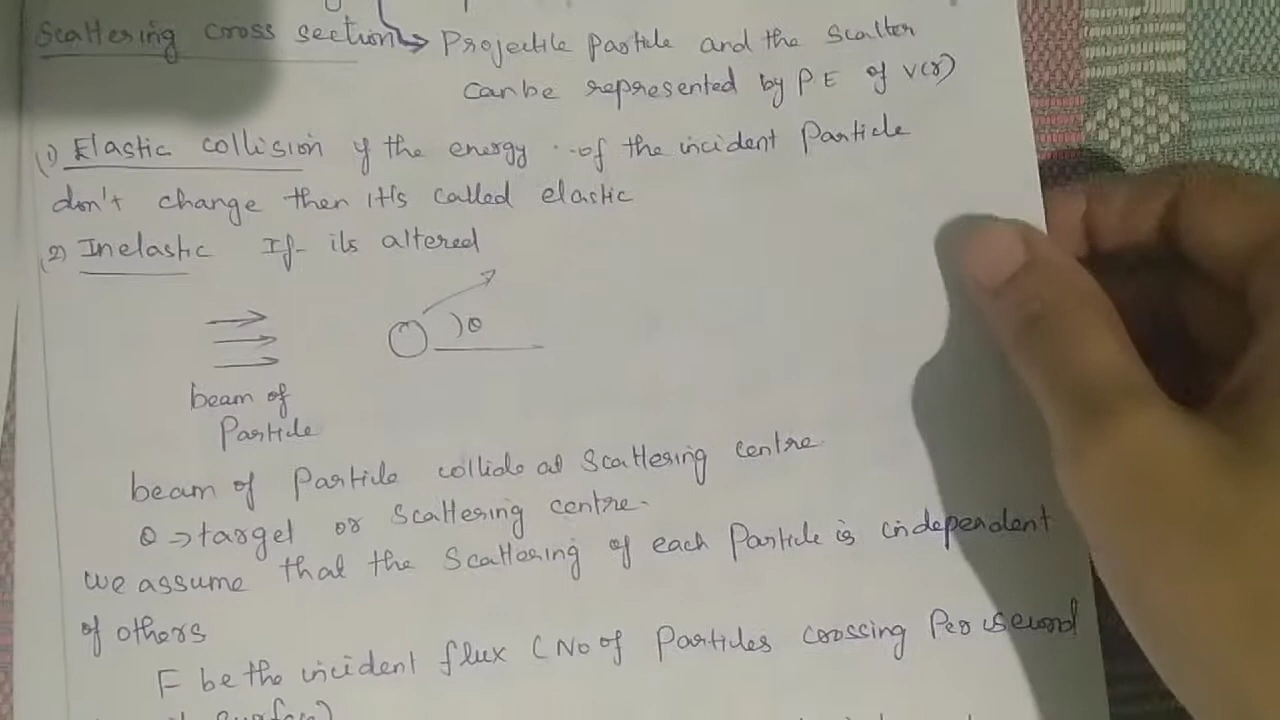 Scattering cross section → Projectile particle and the scatter
can be represented by P.E of V(r)
(1) Elastic collision if the energy of the incident Particle
don't change then it's called elastic
(2) Inelastic If its altered
θ
beam of
Particle
beam of Particle collide at scattering centre.
O → target or scattering centre.
we assume that the scattering of each Particle is independent
of others
F be the incident flux (No of Particles crossing Per second
surface)